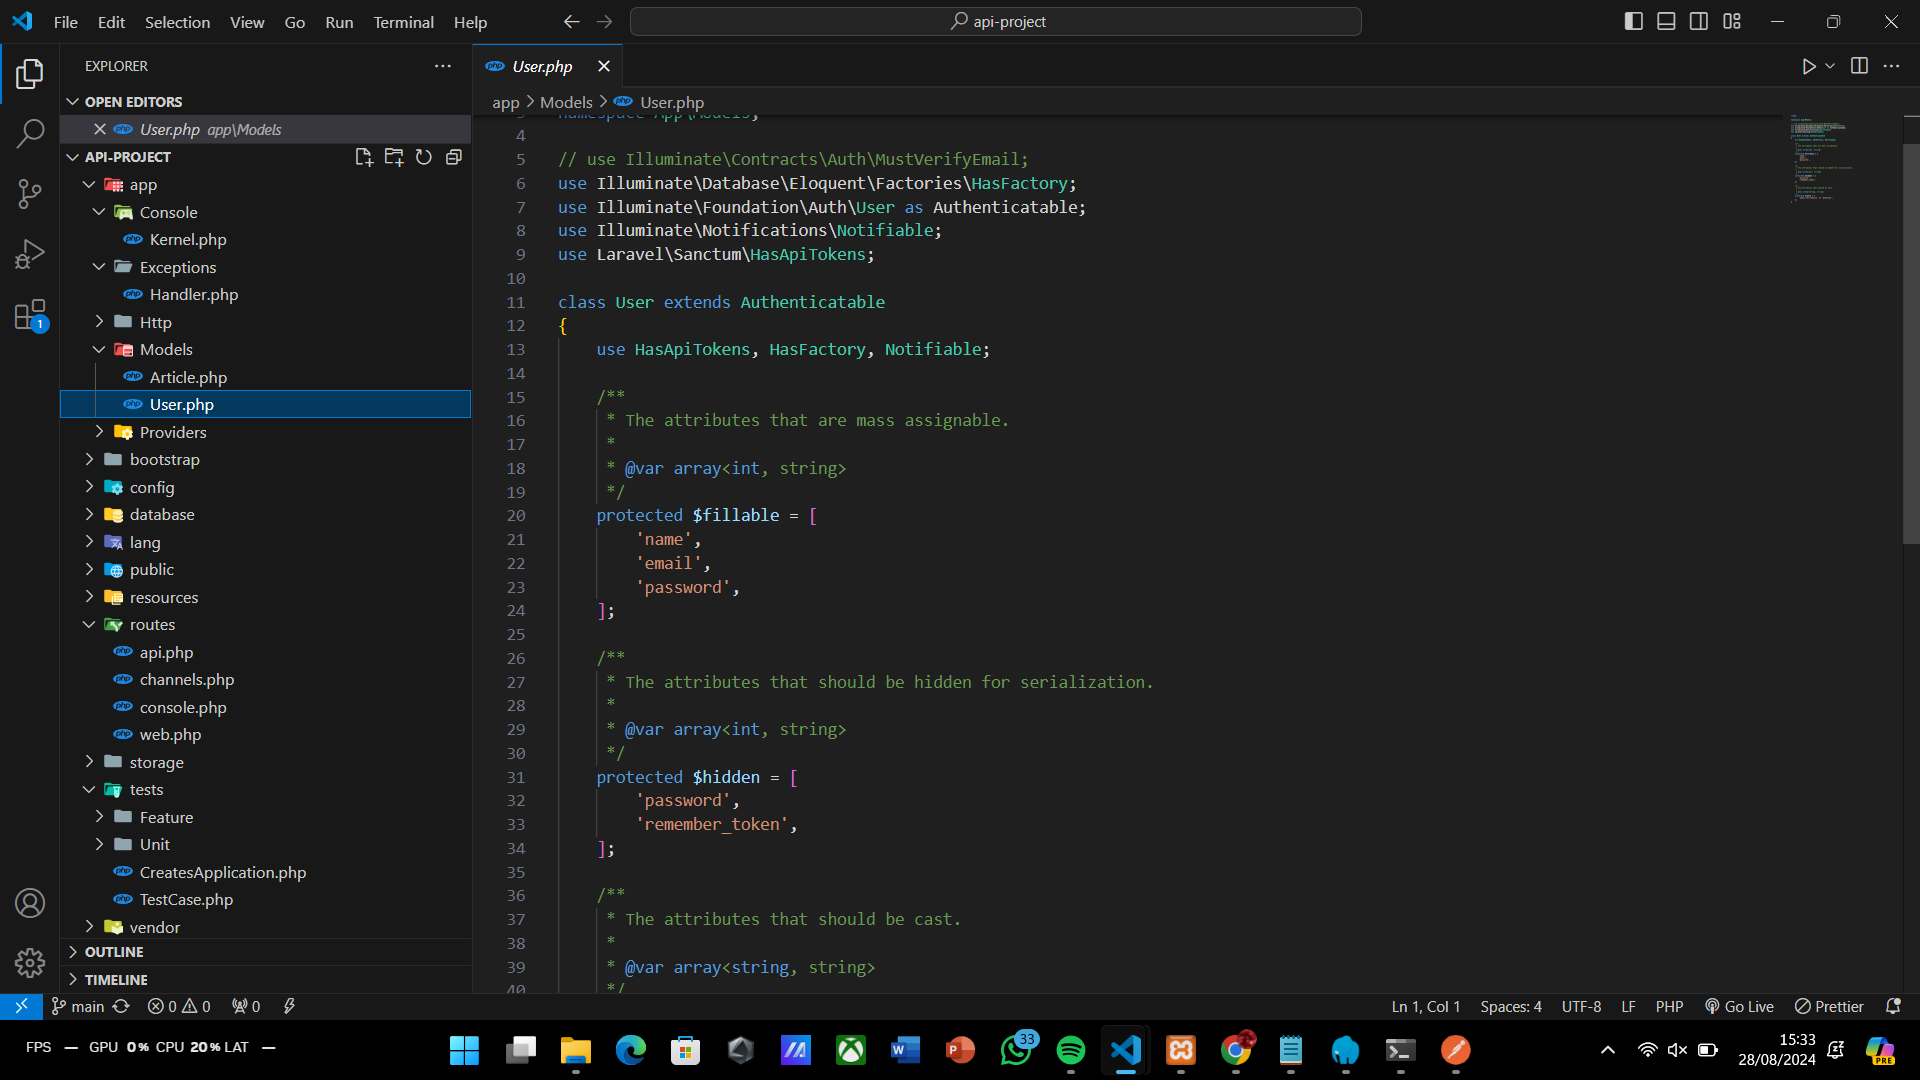 File Edit Selection View Go Run Terminal Help
api-project
EXPLORER
OPEN EDITORS
User.php app\Models
API-PROJECT
app
Console
Kernel.php
Exceptions
Handler.php
Http
Models
Article.php
User.php
Providers
bootstrap
config
database
lang
public
resources
routes
api.php
channels.php
console.php
web.php
storage
tests
Feature
Unit
CreatesApplication.php
TestCase.php
vendor
OUTLINE
TIMELINE
1
User.php
app > Models > User.php
3 namespace App\Models;
4
5 // use Illuminate\Contracts\Auth\MustVerifyEmail;
6 use Illuminate\Database\Eloquent\Factories\HasFactory;
7 use Illuminate\Foundation\Auth\User as Authenticatable;
8 use Illuminate\Notifications\Notifiable;
9 use Laravel\Sanctum\HasApiTokens;
10
11 class User extends Authenticatable
12 {
13 use HasApiTokens, HasFactory, Notifiable;
14
15 /**
16 * The attributes that are mass assignable.
17 *
18 * @var array<int, string>
19 */
20 protected $fillable = [
21 'name',
22 'email',
23 'password',
24 ];
25
26 /**
27 * The attributes that should be hidden for serialization.
28 *
29 * @var array<int, string>
30 */
31 protected $hidden = [
32 'password',
33 'remember_token',
34 ];
35
36 /**
37 * The attributes that should be cast.
38 *
39 * @var array<string, string>
40 */
main 0 0 0
Ln 1, Col 1 Spaces: 4 UTF-8 LF PHP Go Live Prettier
FPS — GPU 0% CPU 20% LAT —
33
15:33
28/08/2024
PRE